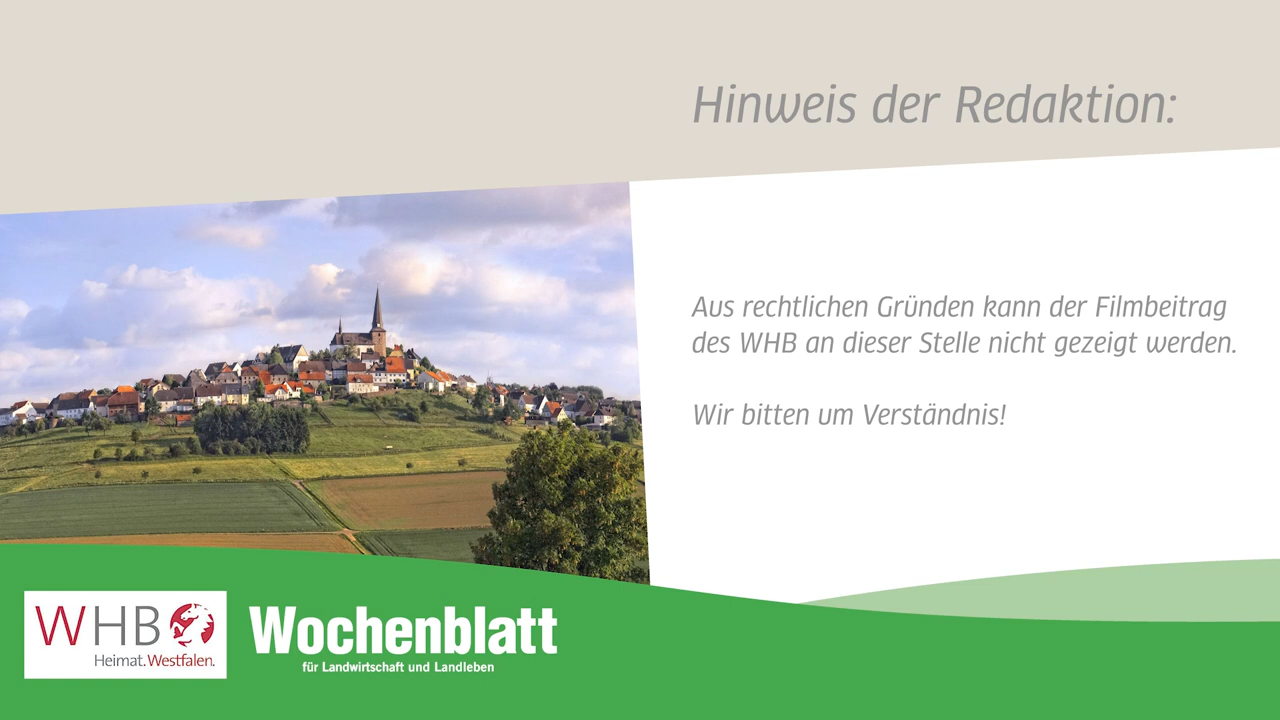 Hinweis der Redaktion:
Aus rechtlichen Gründen kann der Filmbeitrag
des WHB an dieser Stelle nicht gezeigt werden.
Wir bitten um Verständnis!
WHB
Heimat.Westfalen.
Wochenblatt
für Landwirtschaft und Landleben